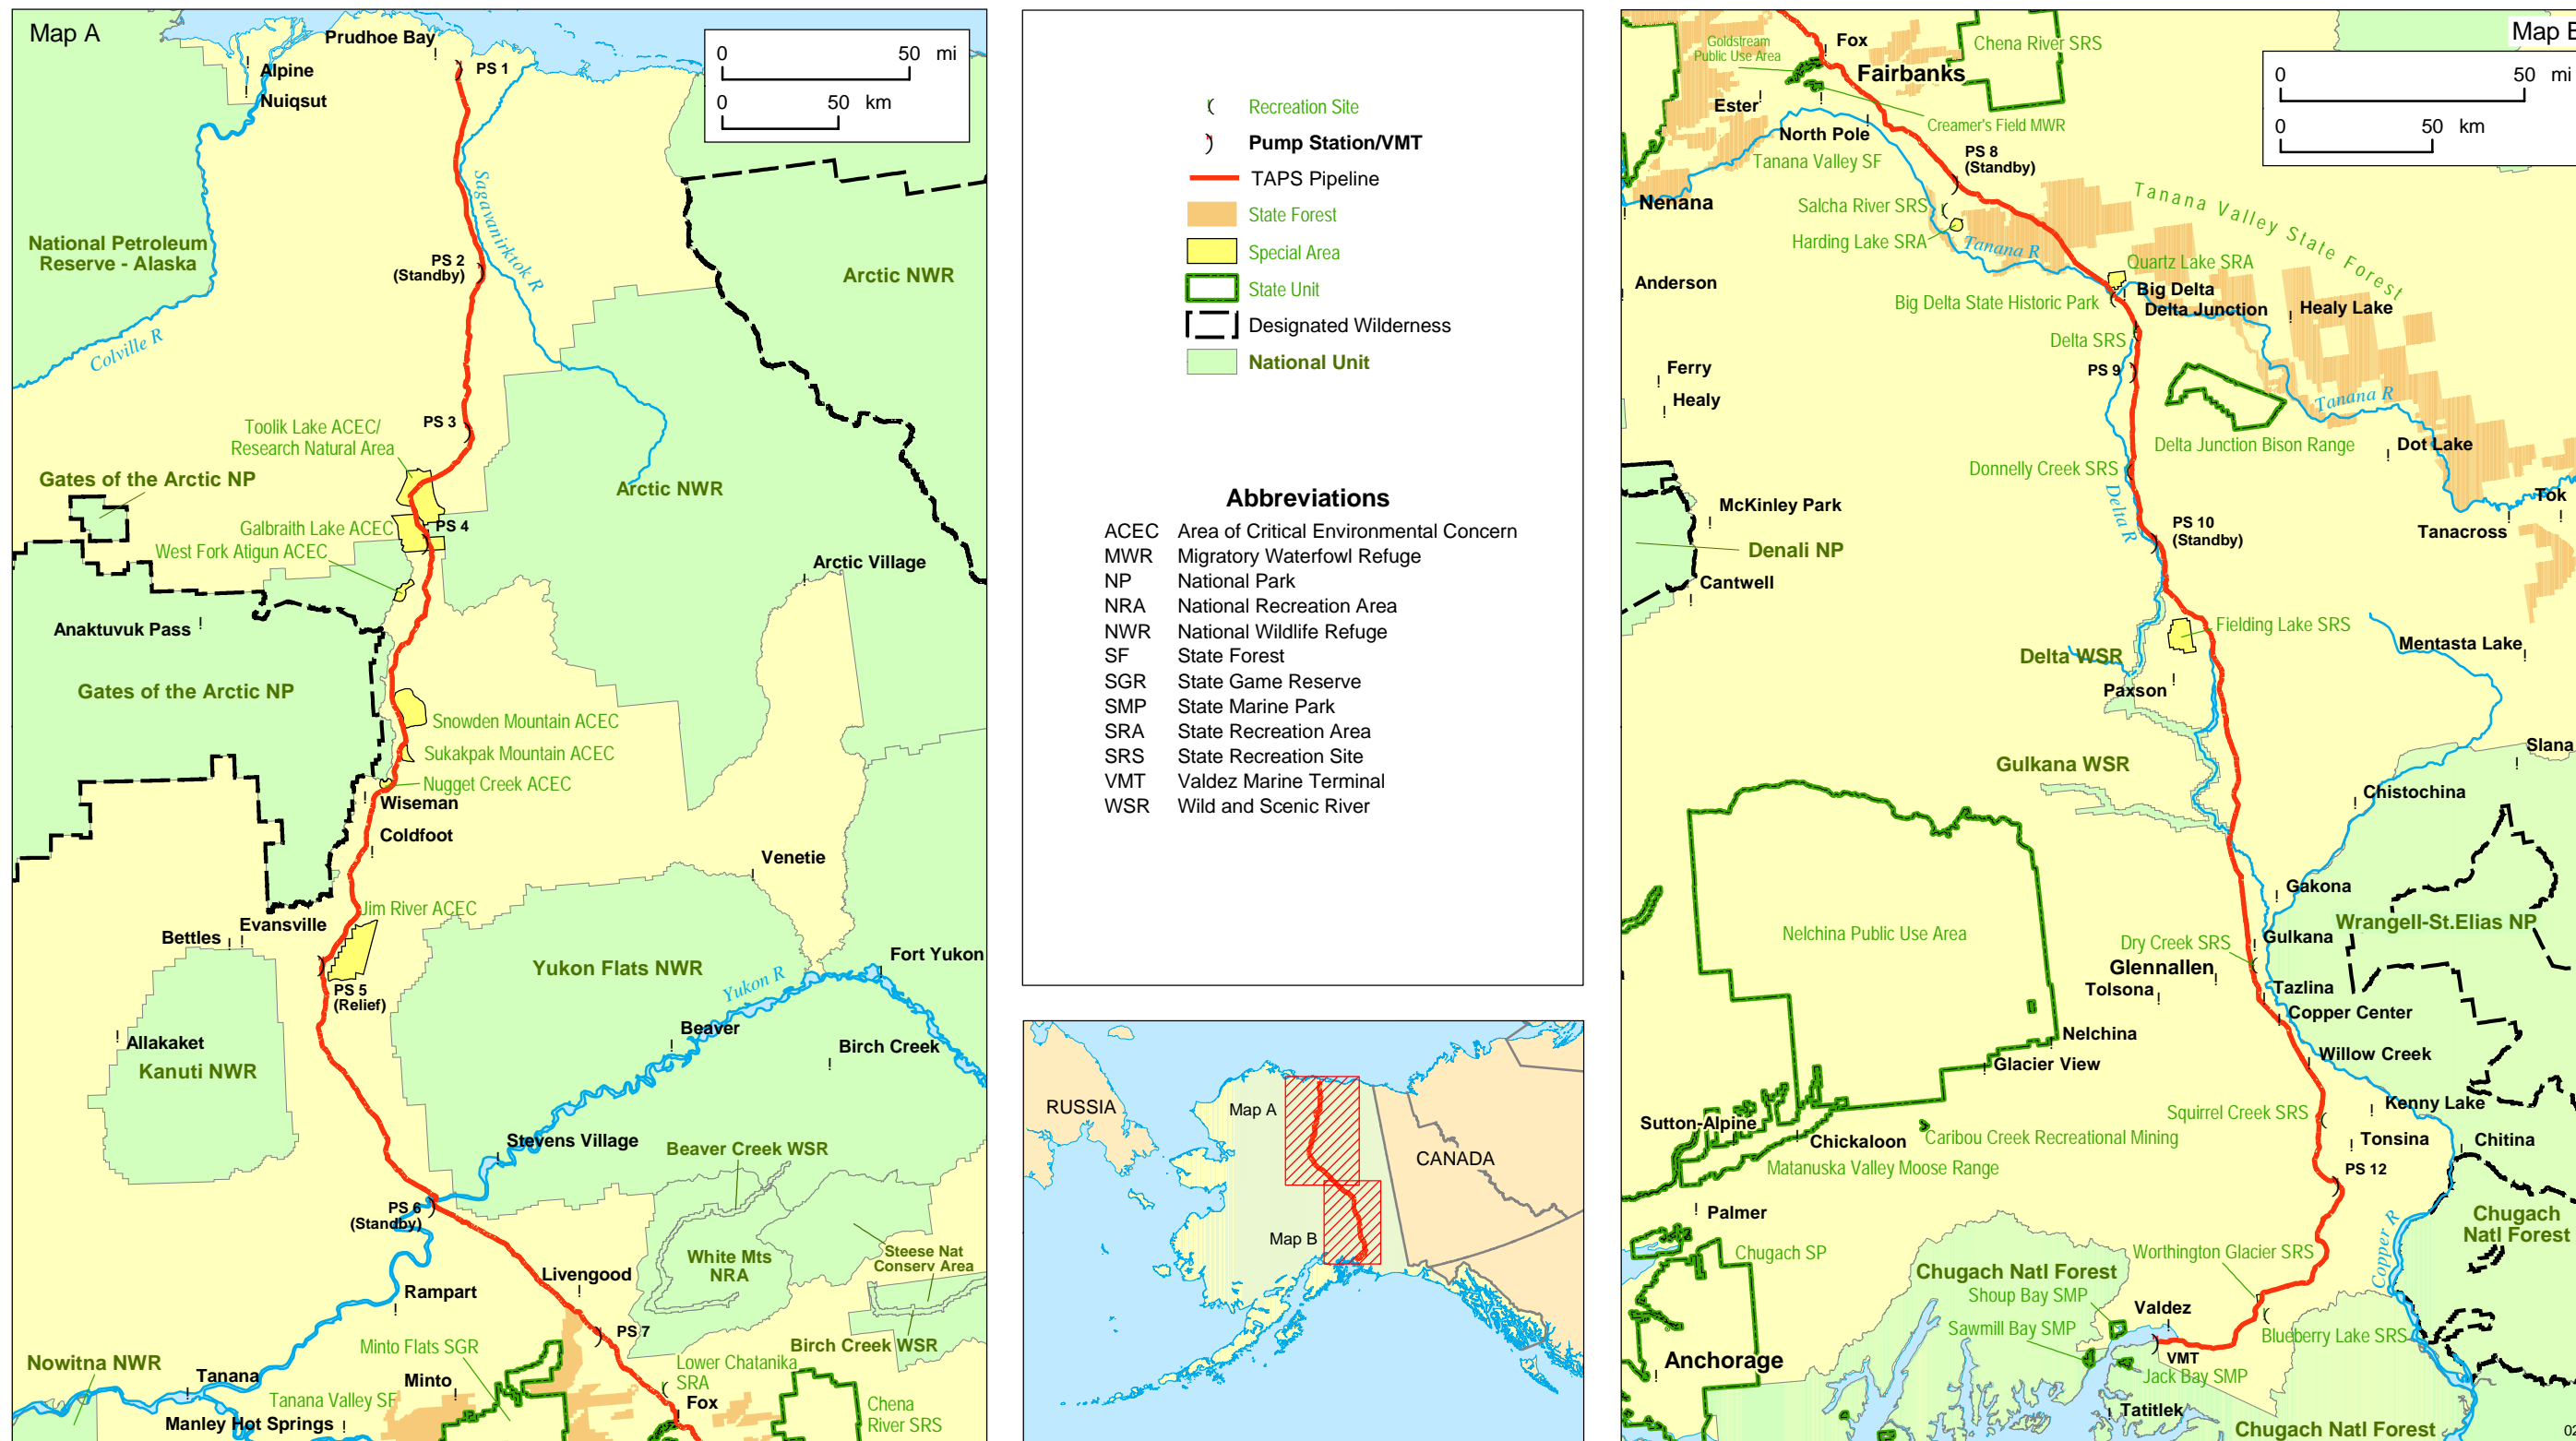 Map A
Prudhoe Bay
PS 1
Alpine
Nuiqsut
0 50 mi
0 50 km
Sagavanirktok R
National Petroleum
Reserve - Alaska
PS 2
(Standby)
Arctic NWR
Colville R
PS 3
Toolik Lake ACEC/
Research Natural Area
Gates of the Arctic NP
Arctic NWR
Galbraith Lake ACEC
PS 4
West Fork Atigun ACEC
Arctic Village
Anaktuvuk Pass
Gates of the Arctic NP
Snowden Mountain ACEC
Sukakpak Mountain ACEC
Nugget Creek ACEC
Wiseman
Coldfoot
Venetie
Jim River ACEC
Evansville
Bettles
Fort Yukon
Yukon Flats NWR
Yukon R
PS 5
(Relief)
Beaver
Allakaket
Birch Creek
Kanuti NWR
Stevens Village
Beaver Creek WSR
PS 6
(Standby)
White Mts
NRA
Steese Nat
Conserv Area
Livengood
Rampart
PS 7
Minto Flats SGR
Birch Creek WSR
Nowitna NWR
Lower Chatanika
SRA
Tanana
Minto
Tanana Valley SF
Fox
Chena
River SRS
Manley Hot Springs
Recreation Site
Pump Station/VMT
TAPS Pipeline
State Forest
Special Area
State Unit
Designated Wilderness
National Unit
Abbreviations
ACEC Area of Critical Environmental Concern
MWR Migratory Waterfowl Refuge
NP National Park
NRA National Recreation Area
NWR National Wildlife Refuge
SF State Forest
SGR State Game Reserve
SMP State Marine Park
SRA State Recreation Area
SRS State Recreation Site
VMT Valdez Marine Terminal
WSR Wild and Scenic River
RUSSIA
Map A
CANADA
Map B
Map B
0 50 mi
0 50 km
Goldstream
Public Use Area
Fox
Chena River SRS
Fairbanks
Ester
Creamer's Field MWR
North Pole
Tanana Valley SF
PS 8
(Standby)
Tanana Valley State Forest
Nenana
Salcha River SRS
Harding Lake SRA
Tanana R
Quartz Lake SRA
Anderson
Big Delta
Big Delta State Historic Park
Delta Junction
Healy Lake
Delta SRS
Ferry
PS 9
Healy
Tanana R
Delta Junction Bison Range
Dot Lake
Donnelly Creek SRS
Delta R
Tok
McKinley Park
PS 10
(Standby)
Tanacross
Denali NP
Cantwell
Fielding Lake SRS
Mentasta Lake
Delta WSR
Paxson
Slana
Gulkana WSR
Chistochina
Gakona
Wrangell-St.Elias NP
Nelchina Public Use Area
Dry Creek SRS
Gulkana
Glennallen
Tolsona
Tazlina
Copper Center
Nelchina
Glacier View
Willow Creek
Squirrel Creek SRS
Kenny Lake
Sutton-Alpine
Chickaloon
Caribou Creek Recreational Mining
Tonsina
Chitina
Matanuska Valley Moose Range
PS 12
Palmer
Chugach
Natl Forest
Chugach SP
Worthington Glacier SRS
Copper R
Chugach Natl Forest
Shoup Bay SMP
Valdez
Sawmill Bay SMP
Blueberry Lake SRS
Anchorage
VMT
Jack Bay SMP
Tatitlek
Chugach Natl Forest